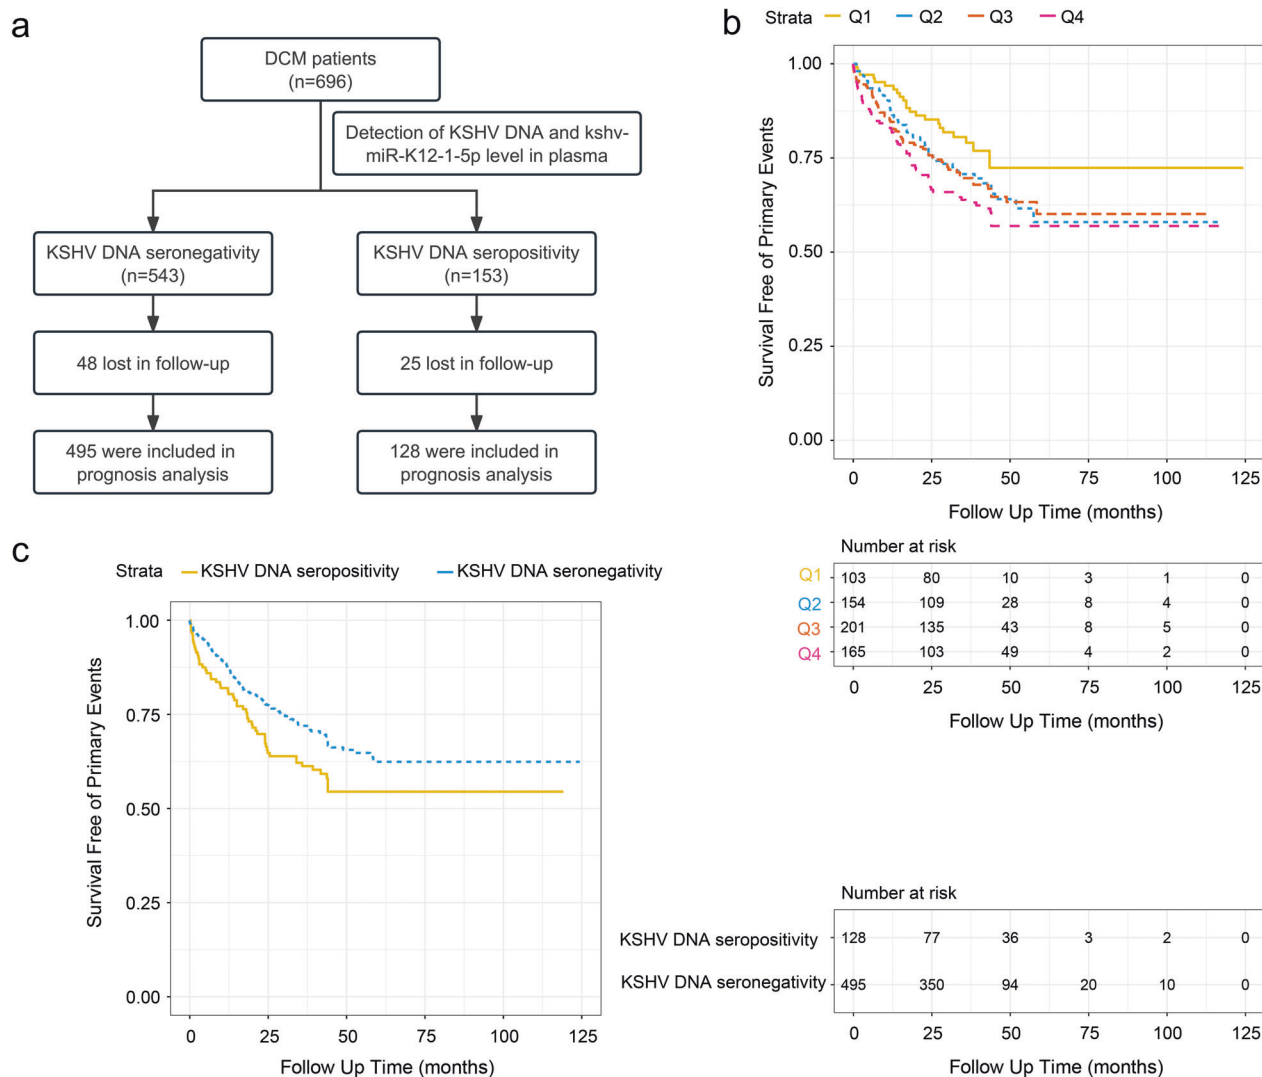 a
DCM patients
(n=696)
Detection of KSHV DNA and kshv-
miR-K12-1-5p level in plasma
KSHV DNA seronegativity
(n=543)
KSHV DNA seropositivity
(n=153)
48 lost in follow-up
25 lost in follow-up
495 were included in
prognosis analysis
128 were included in
prognosis analysis
b
Strata Q1 Q2 Q3 Q4
Survival Free of Primary Events
1.00
0.75
0.50
0.25
0.00
0 25 50 75 100 125
Follow Up Time (months)
Number at risk
Q1 103 80 10 3 1 0
Q2 154 109 28 8 4 0
Q3 201 135 43 8 5 0
Q4 165 103 49 4 2 0
0 25 50 75 100 125
Follow Up Time (months)
c
Strata KSHV DNA seropositivity KSHV DNA seronegativity
Survival Free of Primary Events
1.00
0.75
0.50
0.25
0.00
0 25 50 75 100 125
Follow Up Time (months)
Number at risk
KSHV DNA seropositivity 128 77 36 3 2 0
KSHV DNA seronegativity 495 350 94 20 10 0
0 25 50 75 100 125
Follow Up Time (months)